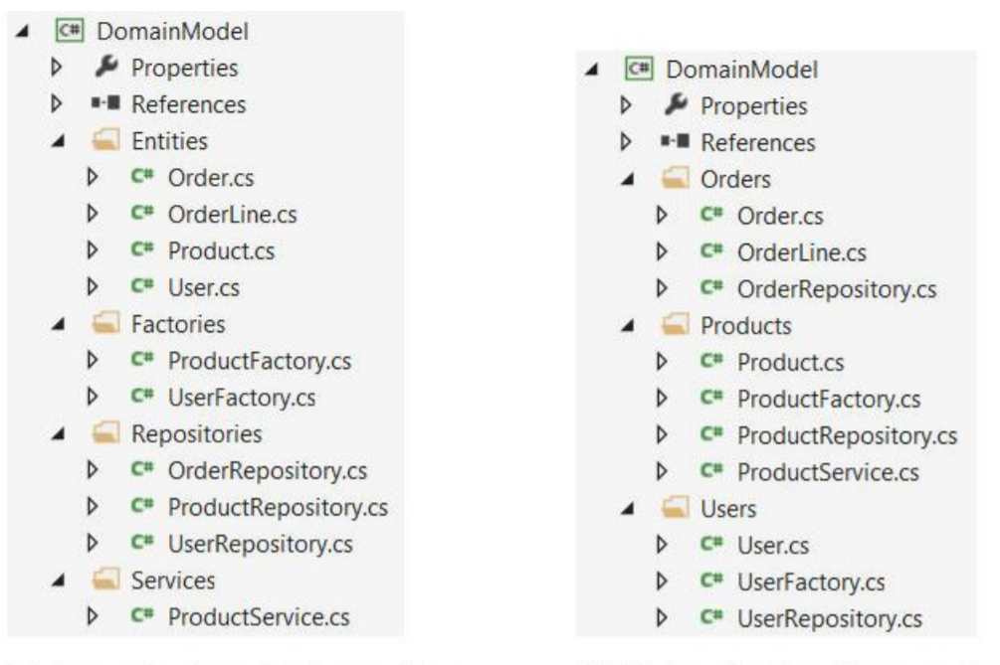 C# DomainModel
Properties
References
Entities
C# Order.cs
C# OrderLine.cs
C# Product.cs
C# User.cs
Factories
C# ProductFactory.cs
C# UserFactory.cs
Repositories
C# OrderRepository.cs
C# ProductRepository.cs
C# UserRepository.cs
Services
C# ProductService.cs
C# DomainModel
Properties
References
Orders
C# Order.cs
C# OrderLine.cs
C# OrderRepository.cs
Products
C# Product.cs
C# ProductFactory.cs
C# ProductRepository.cs
C# ProductService.cs
Users
C# User.cs
C# UserFactory.cs
C# UserRepository.cs